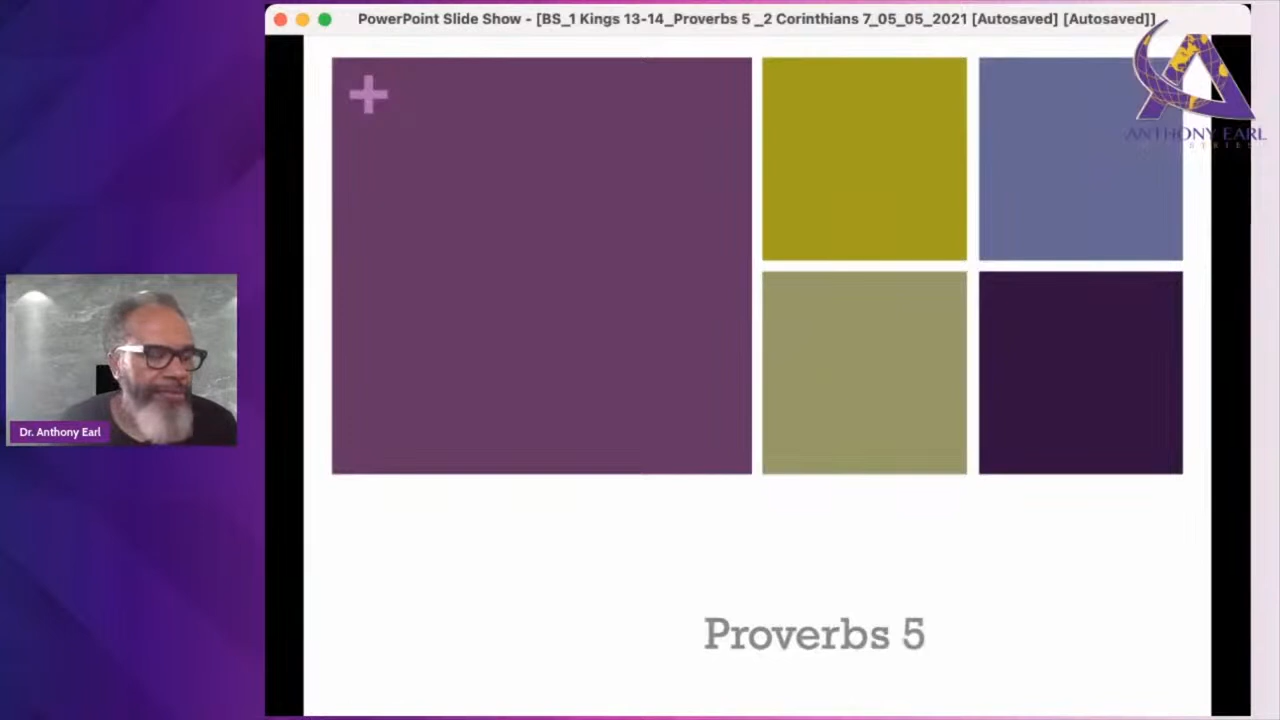 PowerPoint Slide Show - [BS_1 Kings 13-14_Proverbs 5 _2 Corinthians 7_05_05_2021 [Autosaved] [Autosaved]]
ANTHONY EARL
Dr. Anthony Earl
Proverbs 5